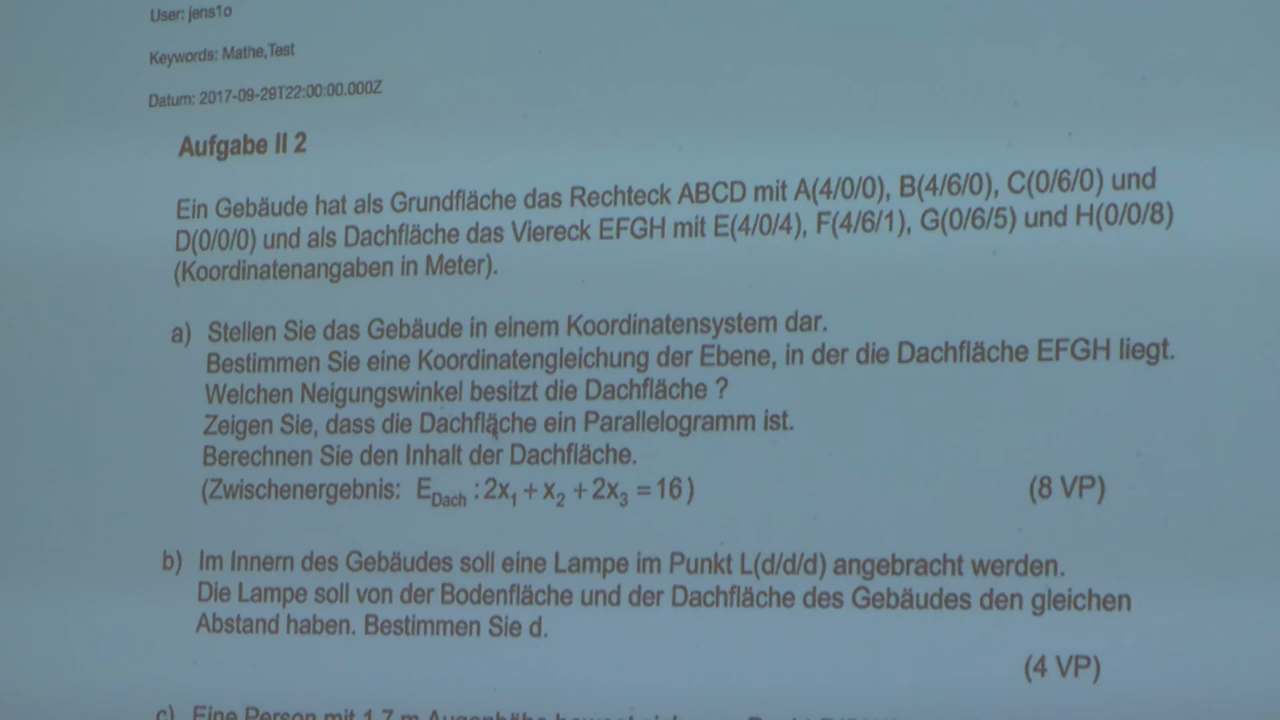 User: jens1o
Keywords: Mathe,Test
Datum: 2017-09-29T22:00:00.000Z
Aufgabe II 2
Ein Gebäude hat als Grundfläche das Rechteck ABCD mit A(4/0/0), B(4/6/0), C(0/6/0) und
D(0/0/0) und als Dachfläche das Viereck EFGH mit E(4/0/4), F(4/6/1), G(0/6/5) und H(0/0/8)
(Koordinatenangaben in Meter).
a) Stellen Sie das Gebäude in einem Koordinatensystem dar.
Bestimmen Sie eine Koordinatengleichung der Ebene, in der die Dachfläche EFGH liegt.
Welchen Neigungswinkel besitzt die Dachfläche ?
Zeigen Sie, dass die Dachfläche ein Parallelogramm ist.
Berechnen Sie den Inhalt der Dachfläche.
(Zwischenergebnis: E_Dach : 2x₁ + x₂ + 2x₃ = 16) (8 VP)
b) Im Innern des Gebäudes soll eine Lampe im Punkt L(d/d/d) angebracht werden.
Die Lampe soll von der Bodenfläche und der Dachfläche des Gebäudes den gleichen
Abstand haben. Bestimmen Sie d.
(4 VP)
c) Eine Person mit 1,7 m Augenhöhe